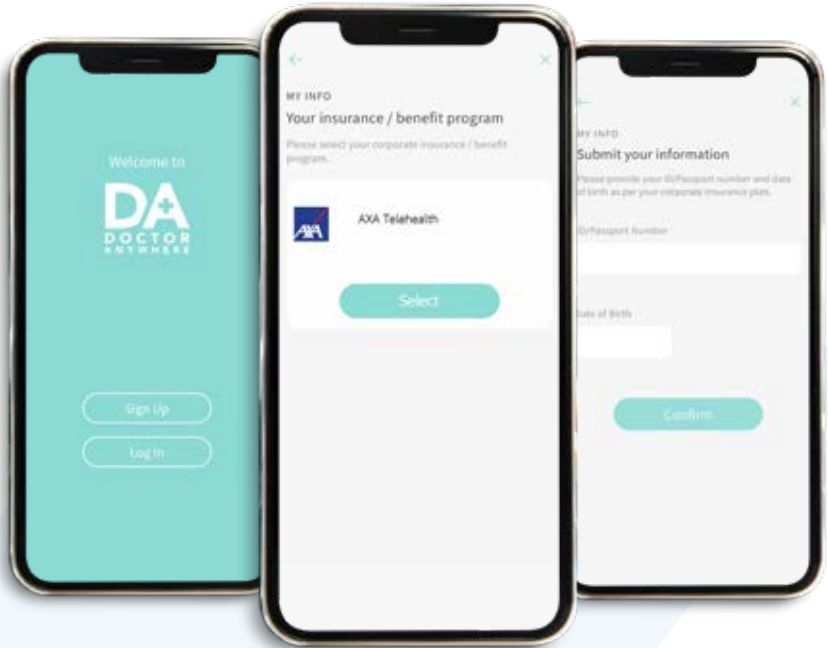 Welcome to
DA
DOCTOR
ANYWHERE
Sign Up
Log In
MY INFO
Your insurance / benefit program
Please select your corporate insurance / benefit
program.
AXA
AXA Telehealth
Select
MY INFO
Submit your information
Please provide your ID/Passport number and date
of birth as per your corporate insurance plan.
ID/Passport Number
Date of Birth
Confirm